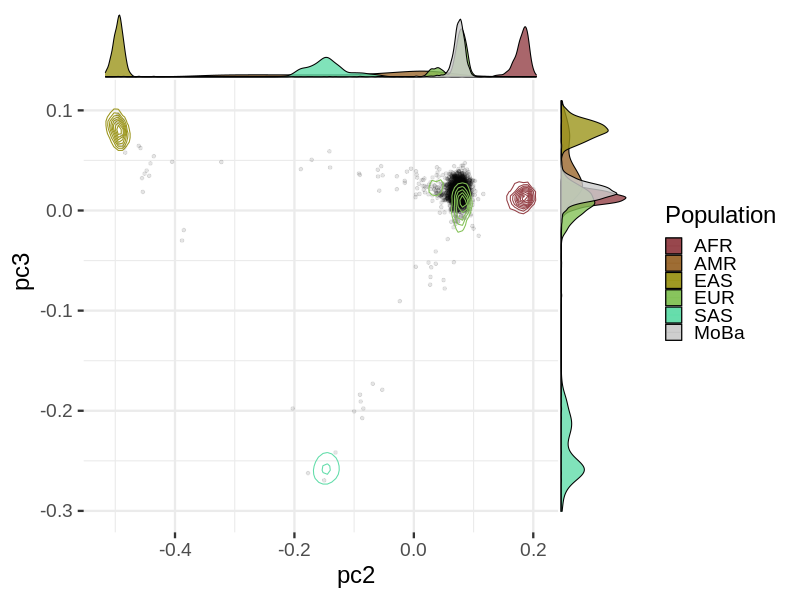 0.1
0.0
-0.1
-0.2
-0.3
pc3
-0.4
-0.2
0.0
0.2
pc2
Population
AFR
AMR
EAS
EUR
SAS
MoBa